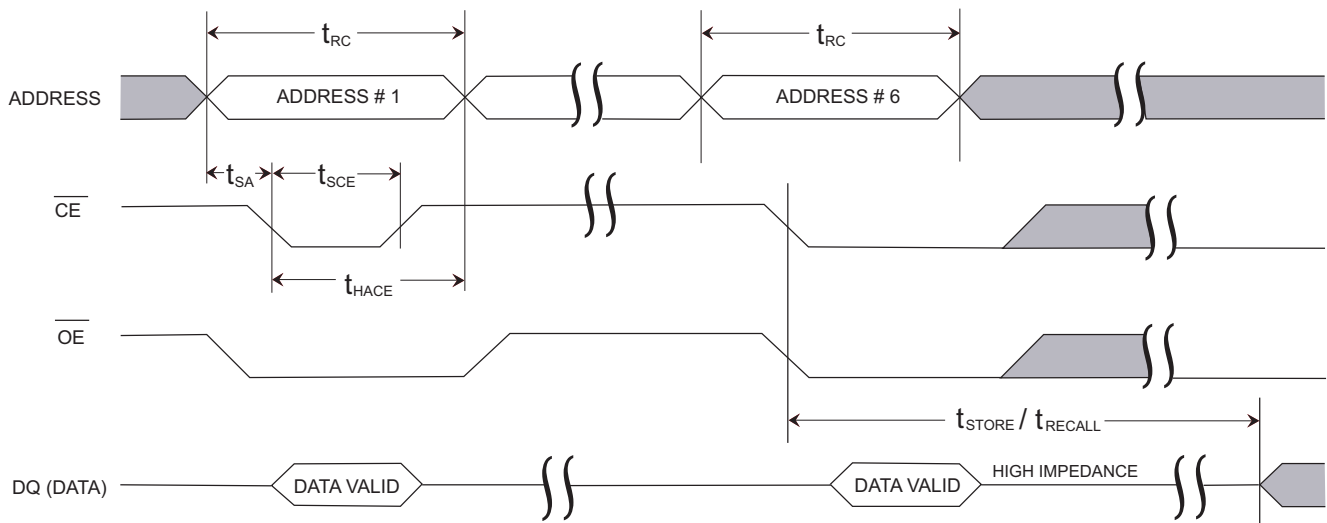 tRC tRC
ADDRESS ADDRESS # 1 ADDRESS # 6
tSA tSCE
CE
tHACE
OE
tSTORE / tRECALL
DQ (DATA) DATA VALID DATA VALID HIGH IMPEDANCE